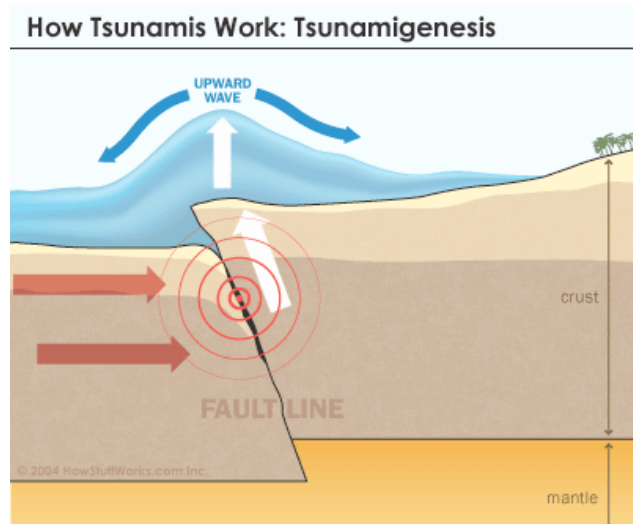 How Tsunamis Work: Tsunamigenesis
UPWARD
WAVE
crust
FAULT LINE
© 2004 HowStuffWorks.com Inc.
mantle